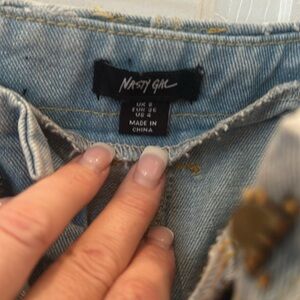 NASTY GAL
UK 8
EUR 36
US 4
MADE IN
CHINA